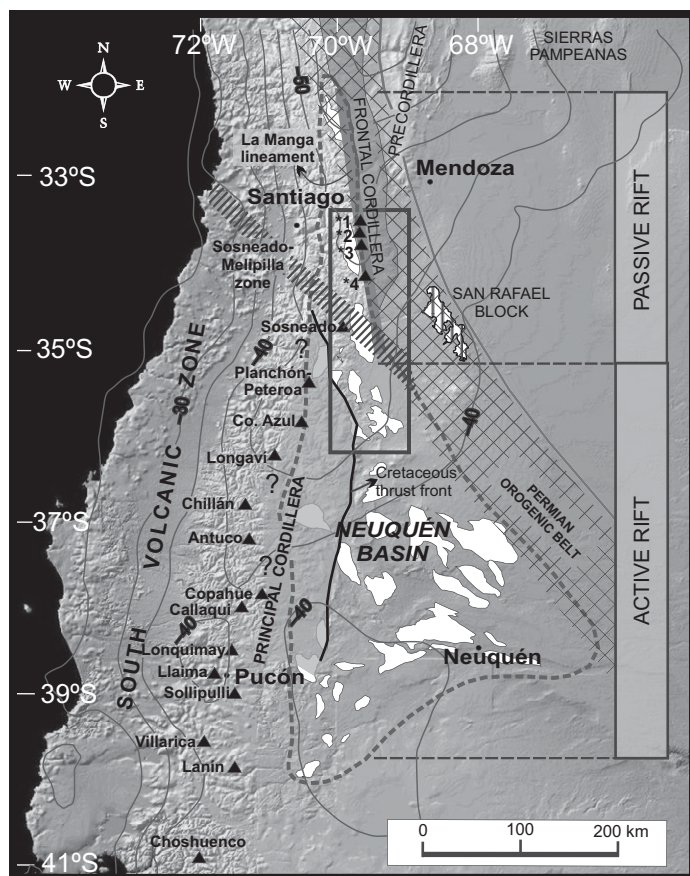 72ºW
70ºW
68ºW
SIERRAS
PAMPEANAS
N
W
E
S
50
FRONTAL CORDILLERA
PRECORDILLERA
La Manga
lineament
33ºS
Mendoza
Santiago
*1
*2
*3
*4
Sosneado-
Melipilla
zone
SAN RAFAEL
BLOCK
PASSIVE RIFT
Sosneado
35ºS
40
?
Planchón-
Peteroa
30
Co. Azul
40
Longavi
?
Cretaceous
thrust front
SOUTH VOLCANIC ZONE
PRINCIPAL CORDILLERA
Chillán
37ºS
NEUQUÉN
BASIN
PERMIAN
OROGENIC BELT
ACTIVE RIFT
Antuco
?
Copahue
Callaqui
40
40
Lonquimay
Neuquén
Llaima
Pucón
39ºS
Sollipulli
Villarica
Lanín
Choshuenco
41ºS
0
100
200 km